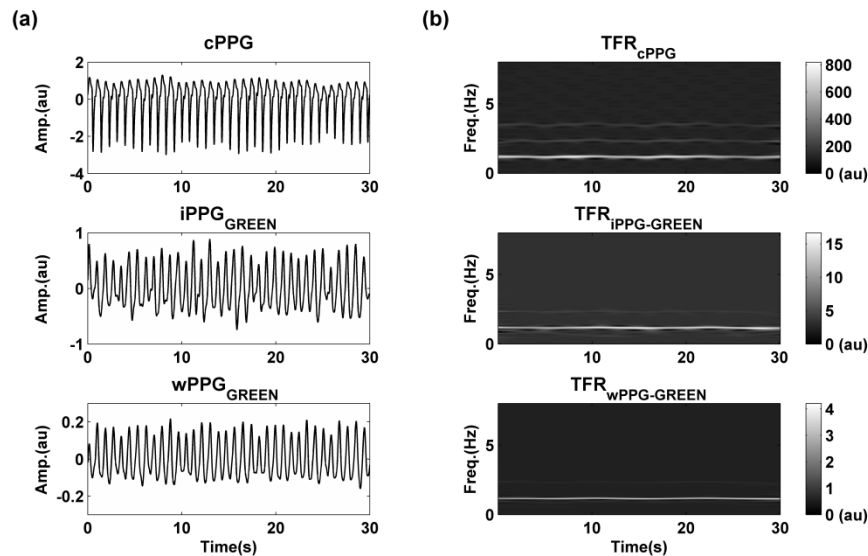 (a)
cPPG
Amp.(au)
2
0
-2
-4
0 10 20 30
iPPG GREEN
Amp.(au)
1
0
-1
0 10 20 30
wPPG GREEN
Amp.(au)
0.2
0
-0.2
0 10 20 30
Time(s)
(b)
TFR cPPG
Freq.(Hz)
5
0
0 10 20 30
800
600
400
200
0 (au)
TFR iPPG-GREEN
Freq.(Hz)
5
0
0 10 20 30
15
10
5
0 (au)
TFR wPPG-GREEN
Freq.(Hz)
5
0
0 10 20 30
Time(s)
4
3
2
1
0 (au)